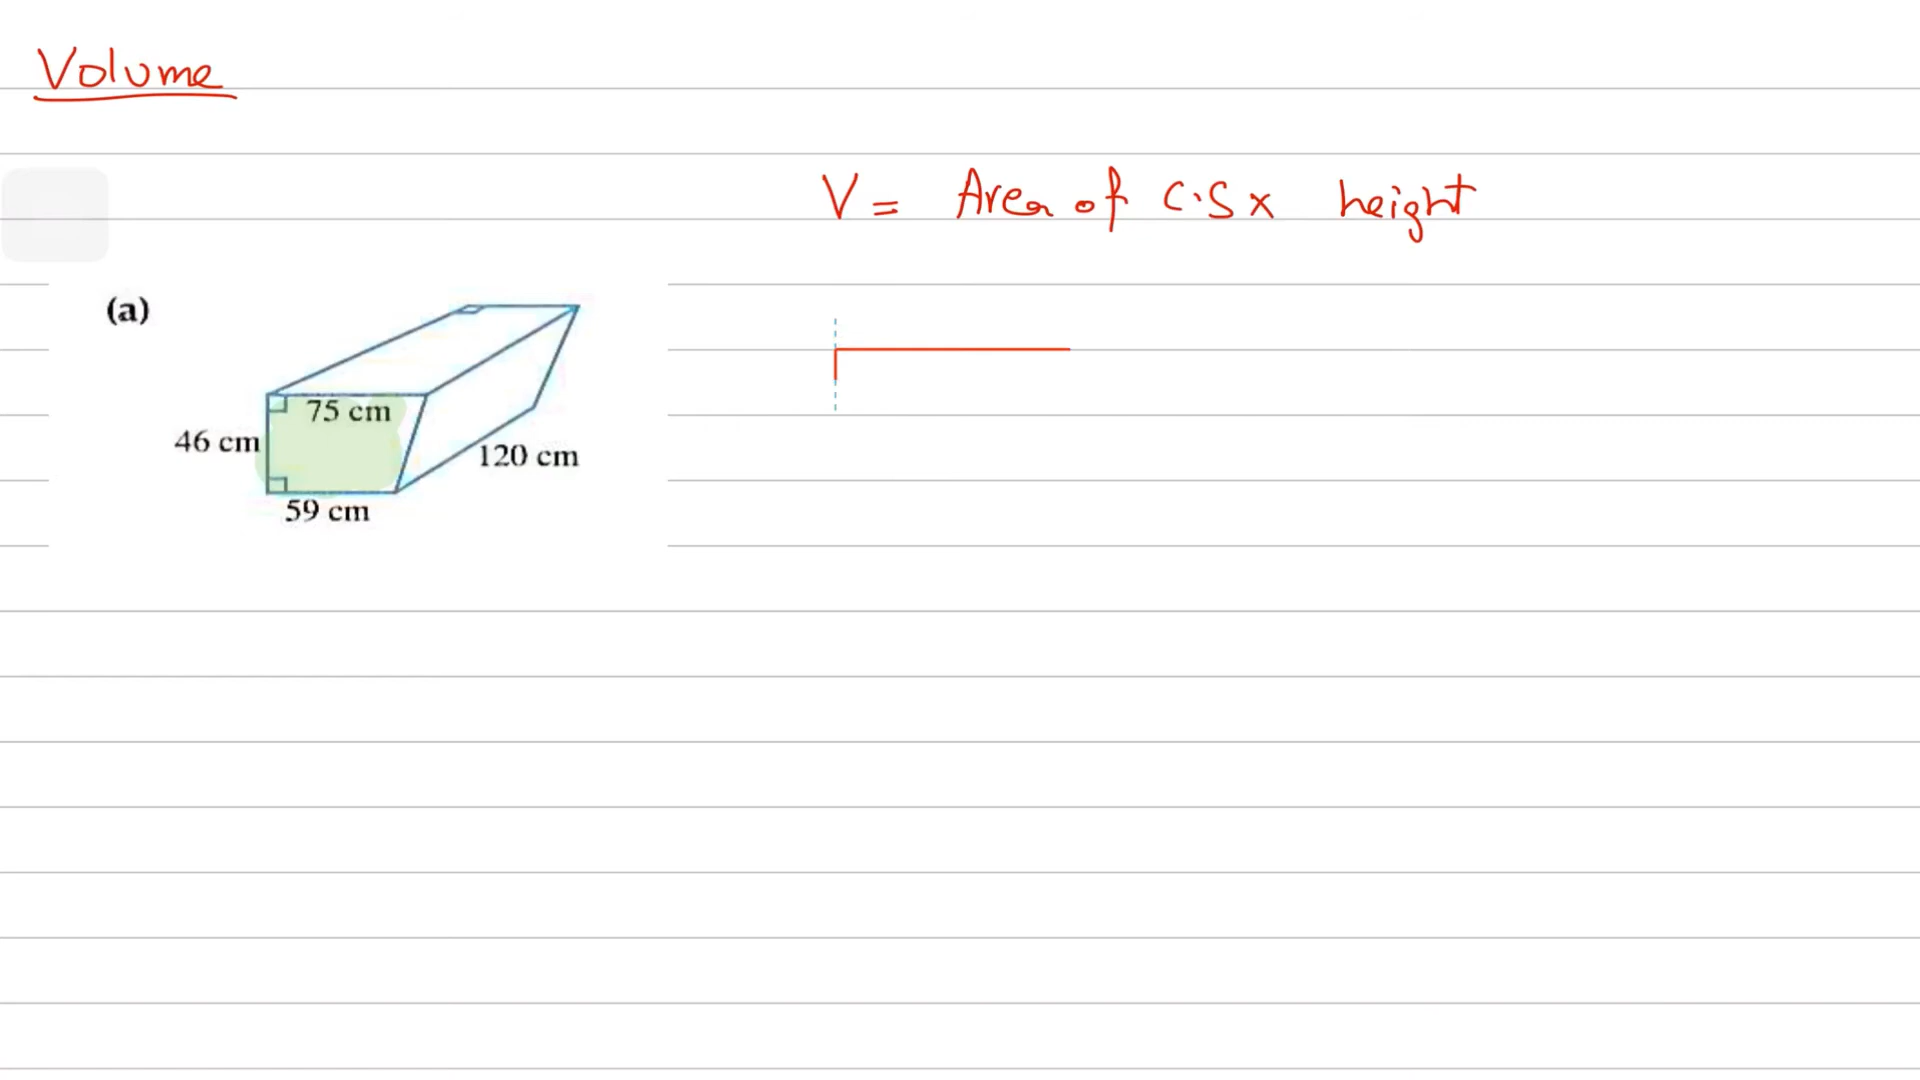 Volume
V = Area of C.S x height
(a)
75 cm
46 cm
120 cm
59 cm